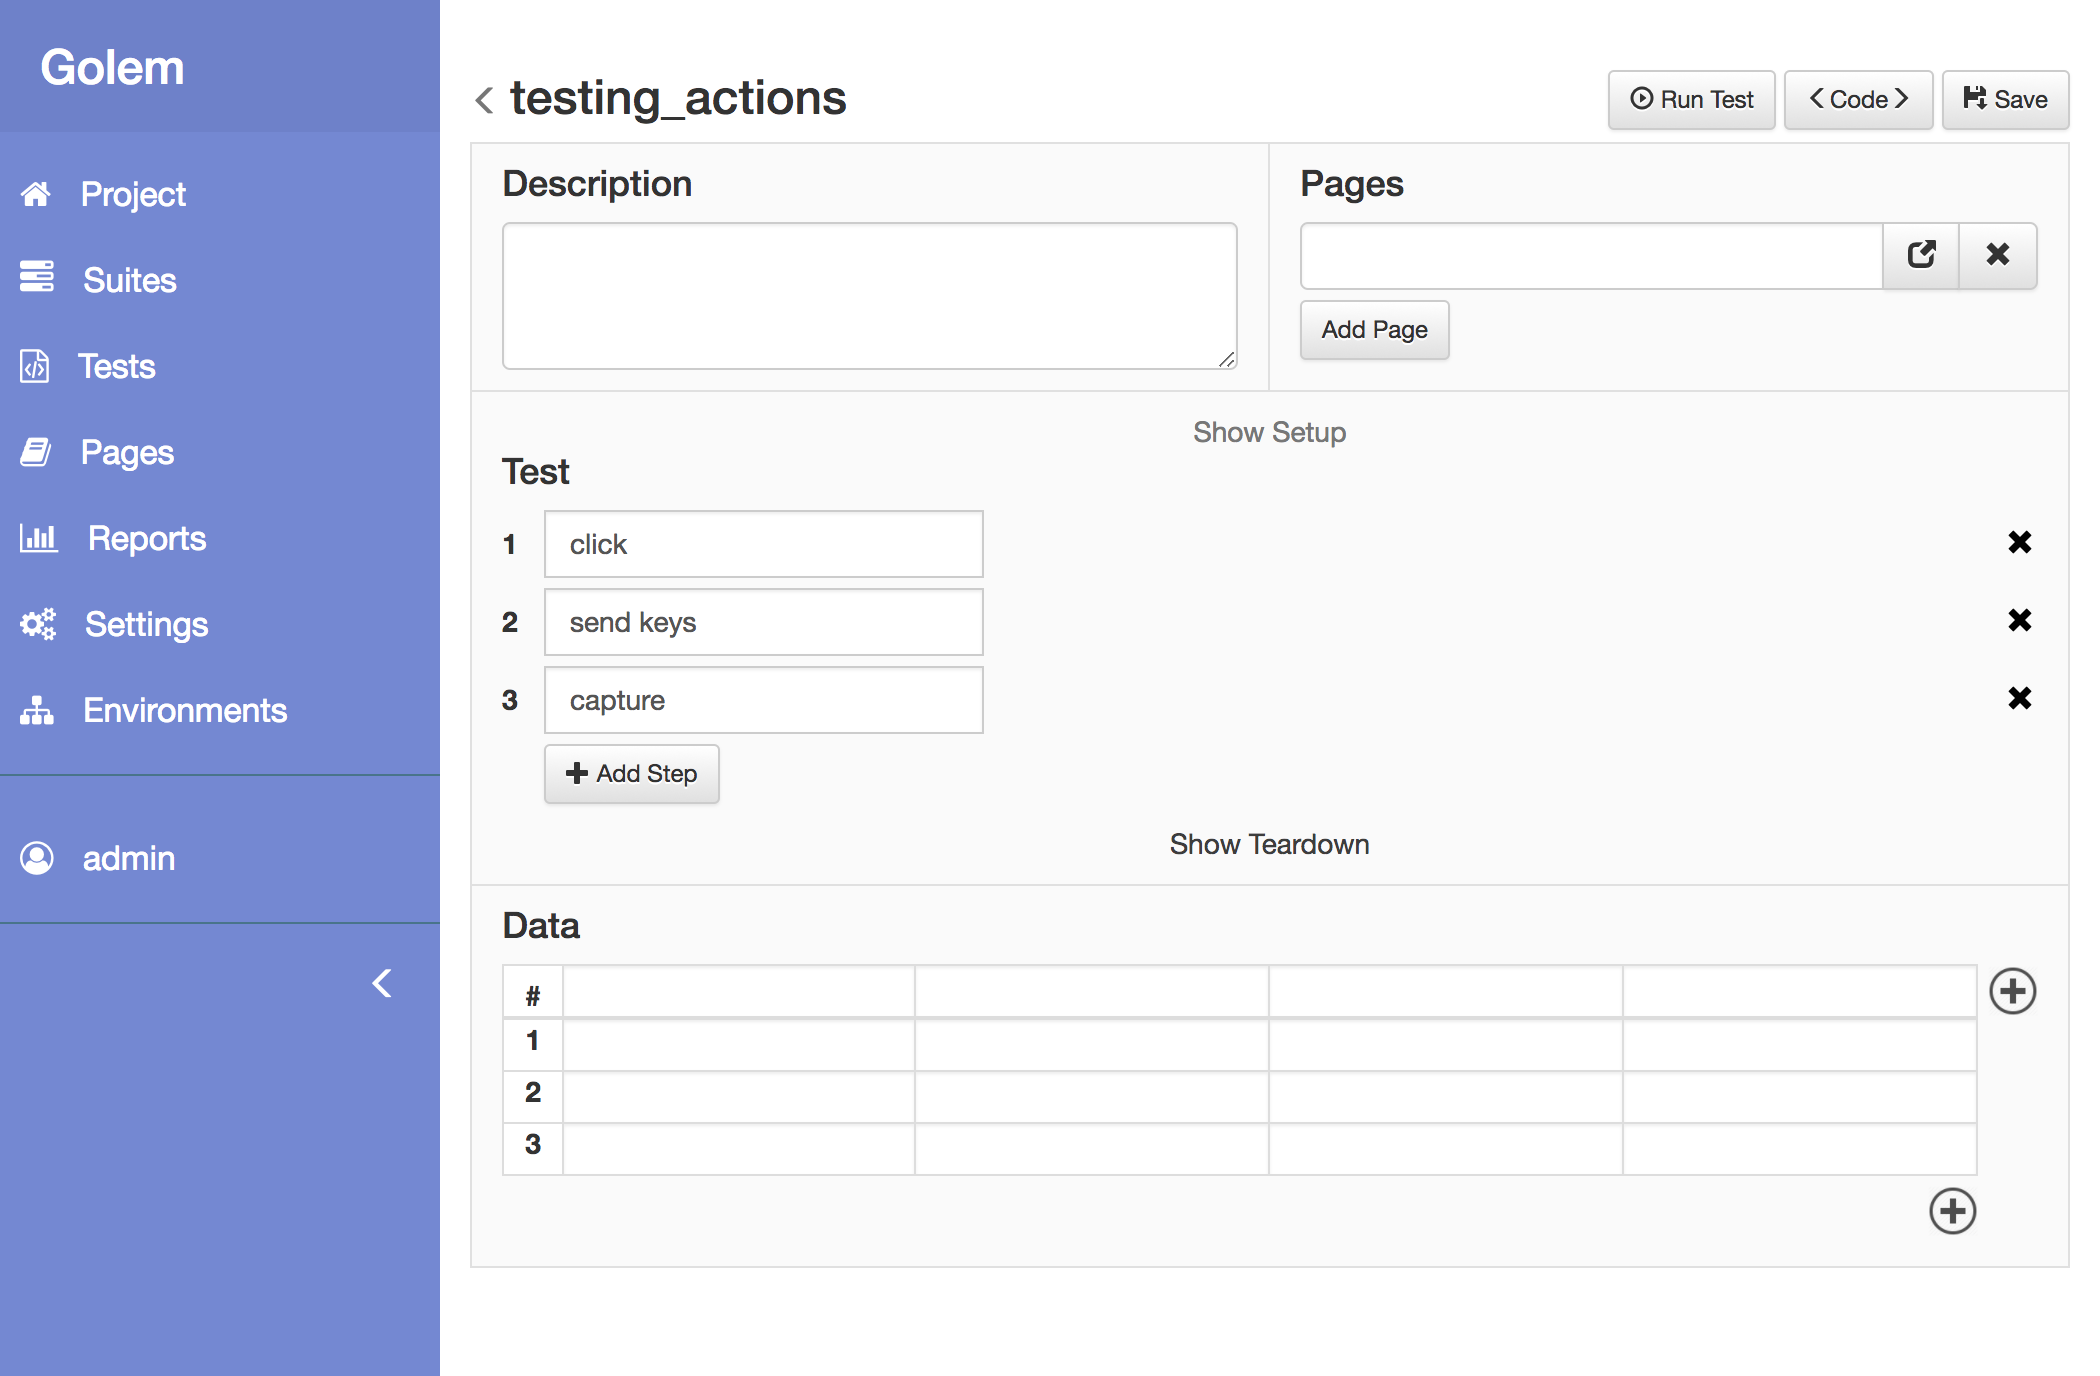 Golem
Project
Suites
Tests
Pages
Reports
Settings
Environments
admin
testing_actions
Run Test
Code
Save
Description
Pages
Add Page
Show Setup
Test
1 click
2 send keys
3 capture
Add Step
Show Teardown
Data
#
1
2
3